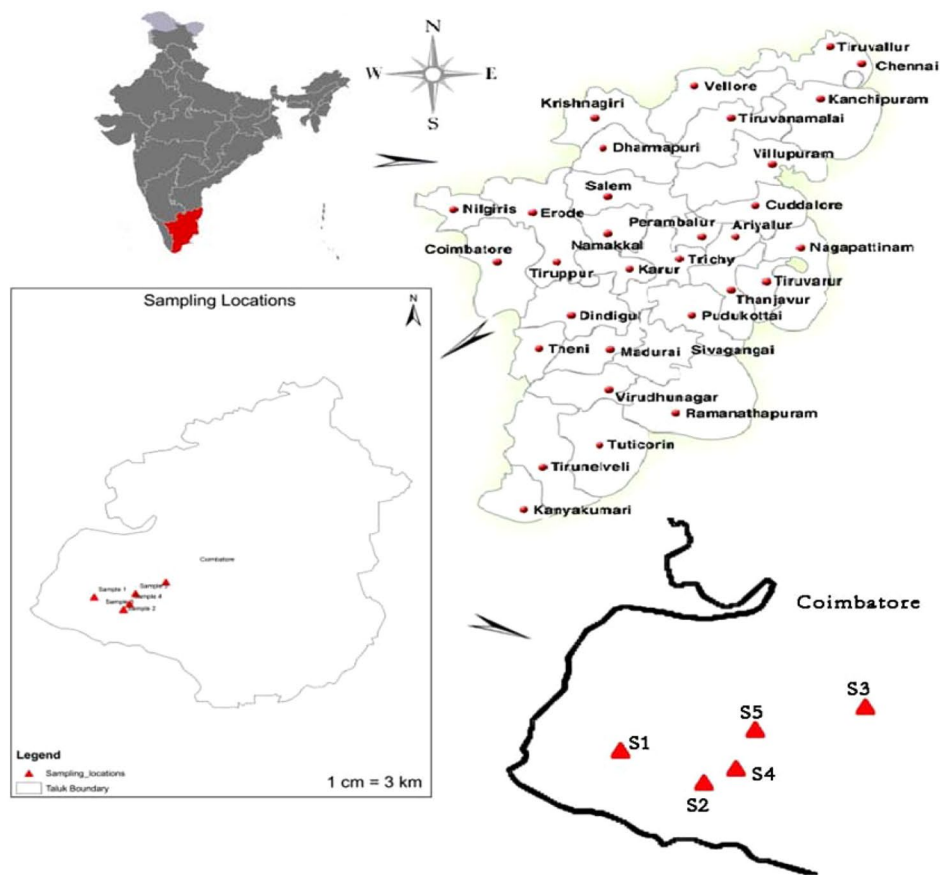 N
W E
S
Tiruvallur
Chennai
Vellore
Kanchipuram
Krishnagiri
Tiruvanamalai
Dharmapuri
Villupuram
Salem
Cuddalore
Nilgiris
Erode
Perambalur
Ariyalur
Coimbatore
Namakkal
Nagapattinam
Tiruppur
Karur
Trichy
Tiruvarur
Thanjavur
Dindigul
Pudukottai
Theni
Madurai
Sivagangai
Virudhunagar
Ramanathapuram
Tuticorin
Tirunelveli
Kanyakumari
Sampling Locations
N
Coimbatore
Sample 1
Sample
Sample 4
Sample 2
Legend
Sampling_locations
Taluk Boundary
1 cm = 3 km
Coimbatore
S3
S5
S1
S4
S2